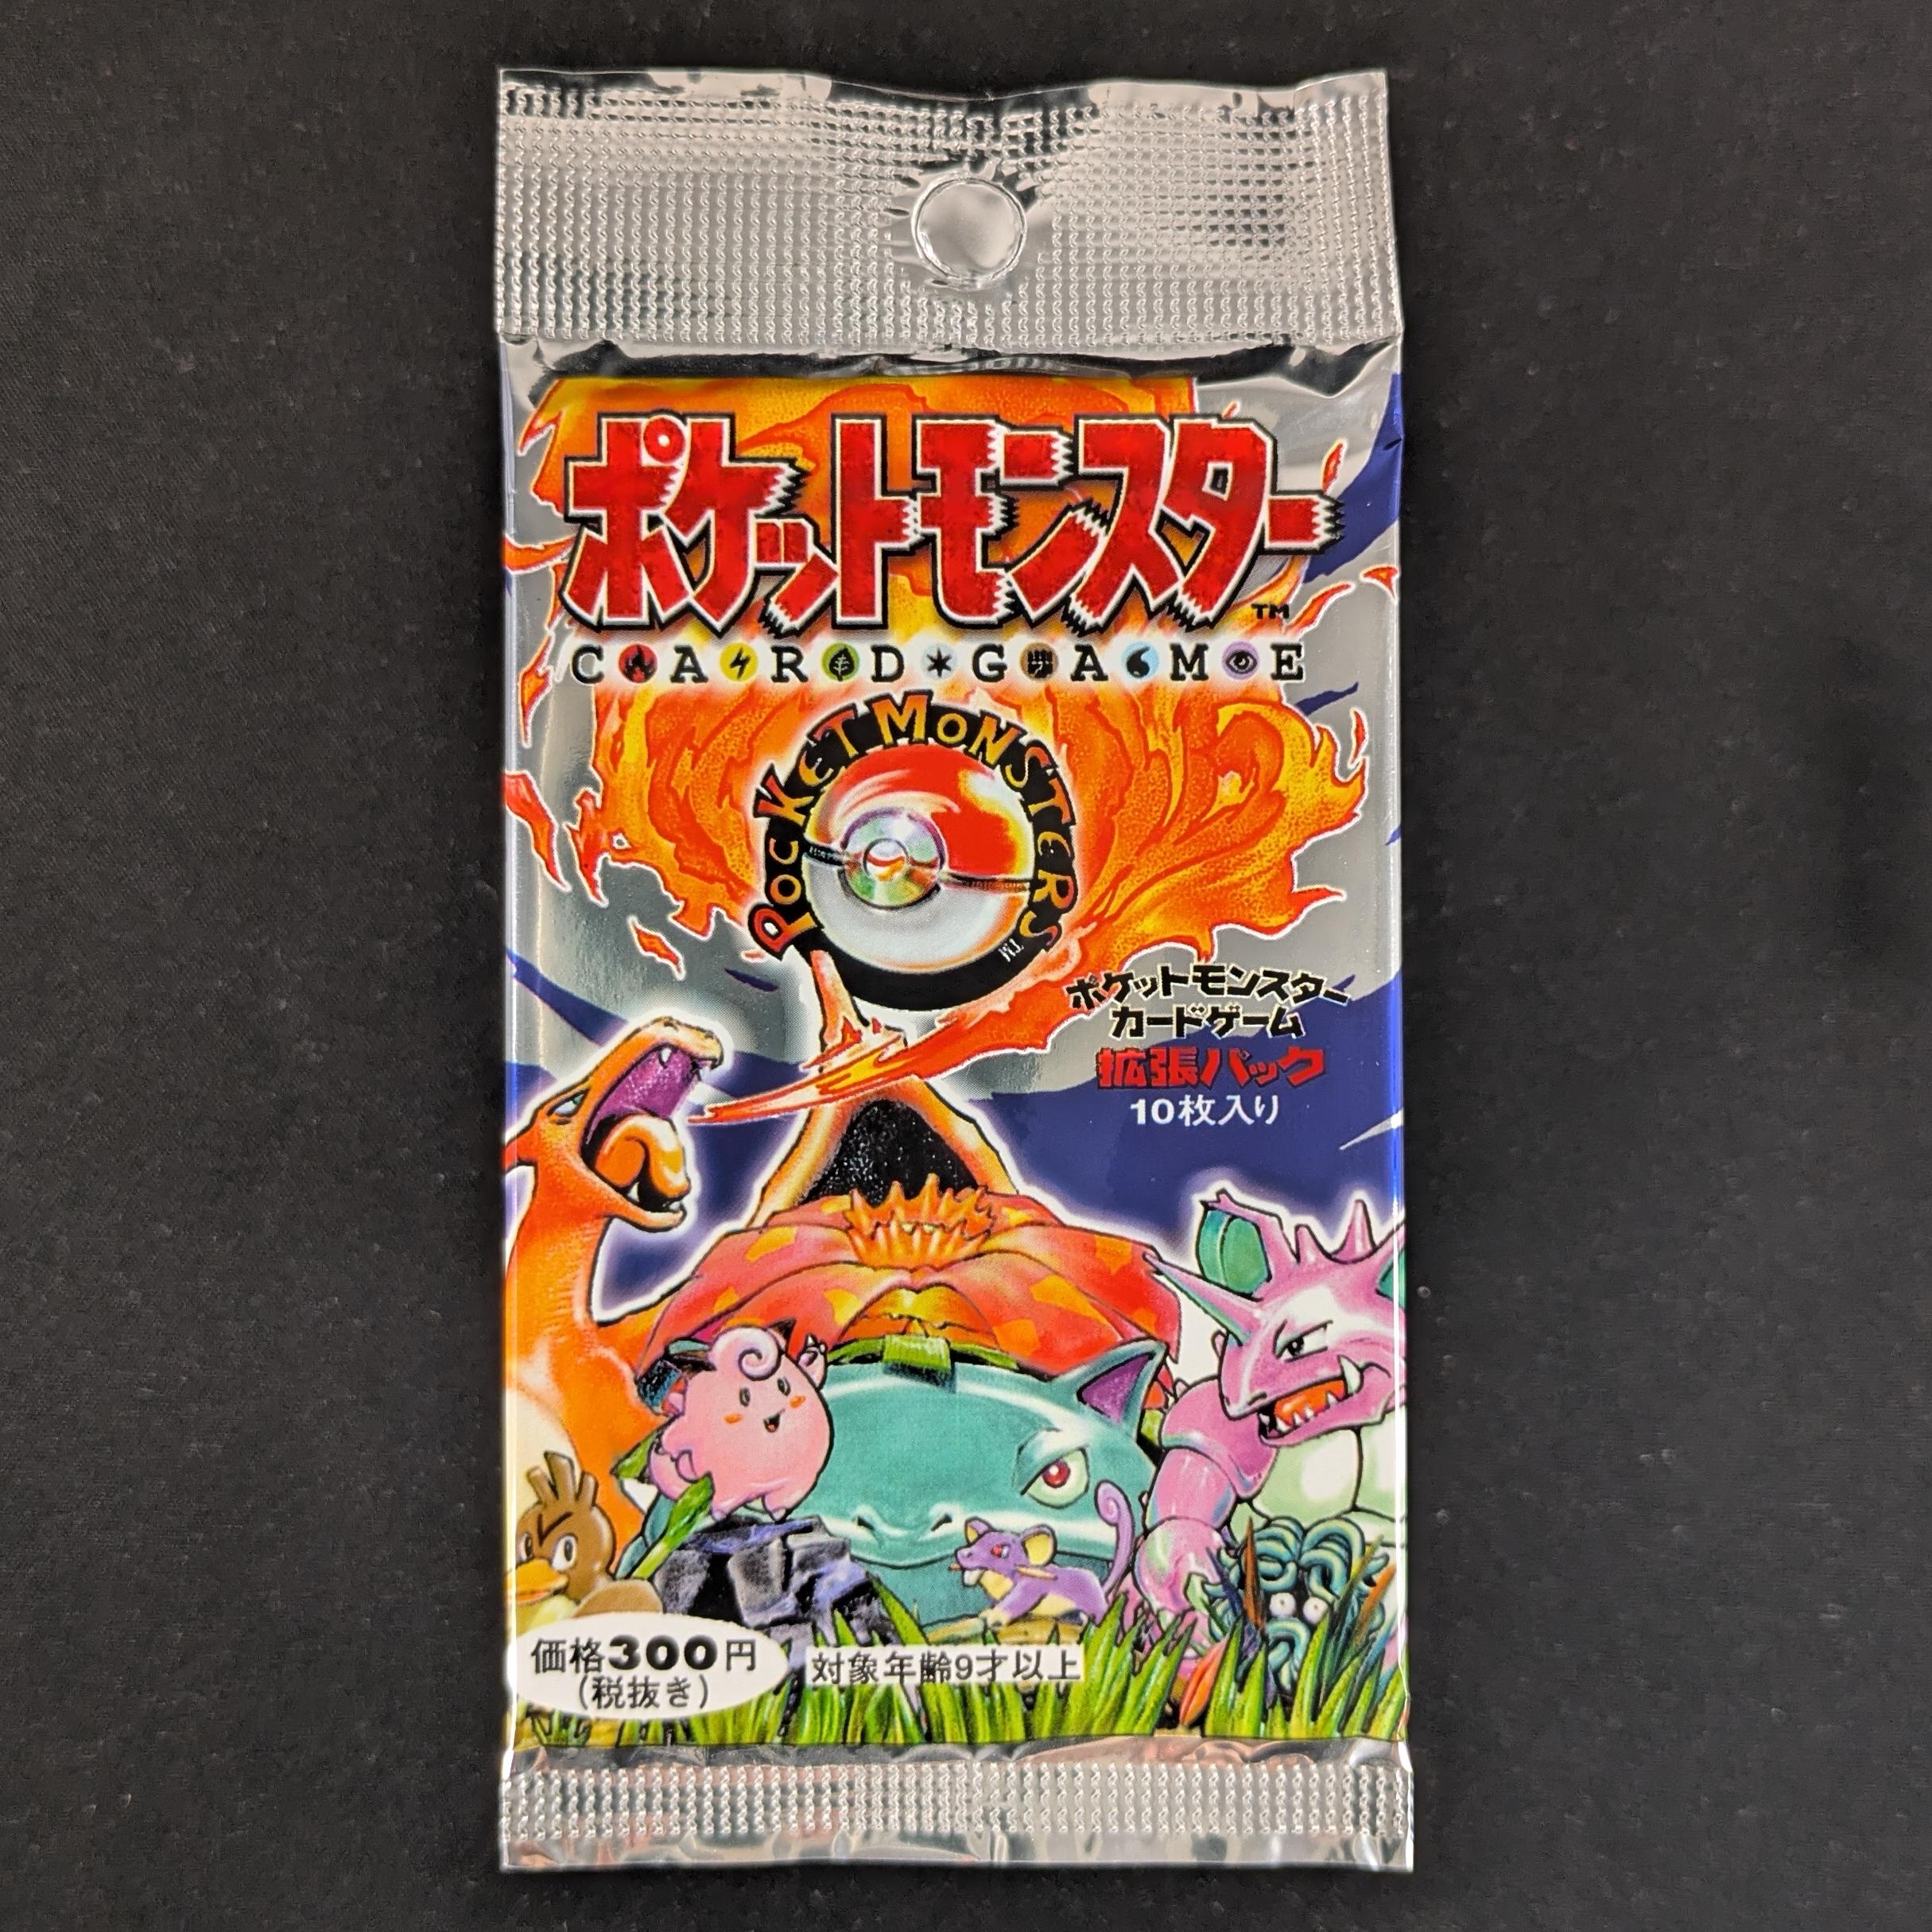 ポケットモンスター
TM
CARD GAME
POCKET MONSTERS
TM
ポケットモンスター
カードゲーム
拡張パック
10枚入り
価格300円
(税抜き)
対象年齢9才以上